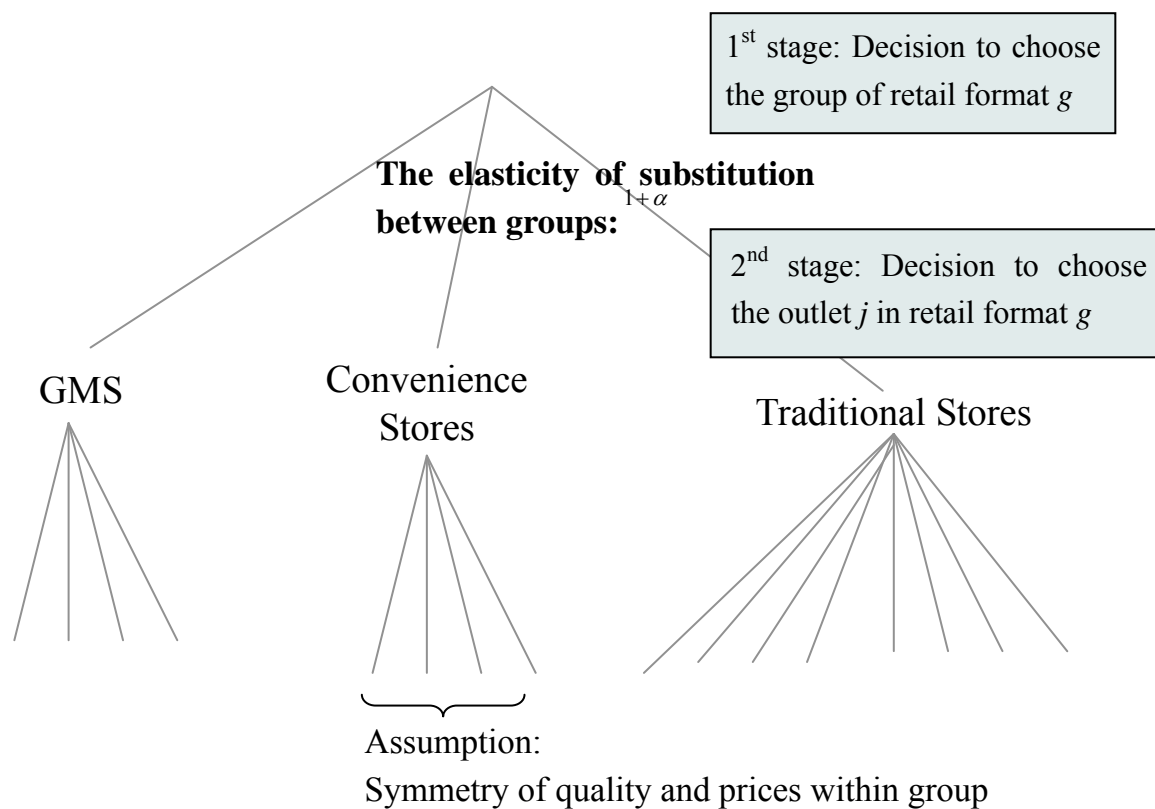 1st stage: Decision to choose
the group of retail format g
The elasticity of substitution
between groups: 1+α
2nd stage: Decision to choose
the outlet j in retail format g
GMS
Convenience
Stores
Traditional Stores
Assumption:
Symmetry of quality and prices within group